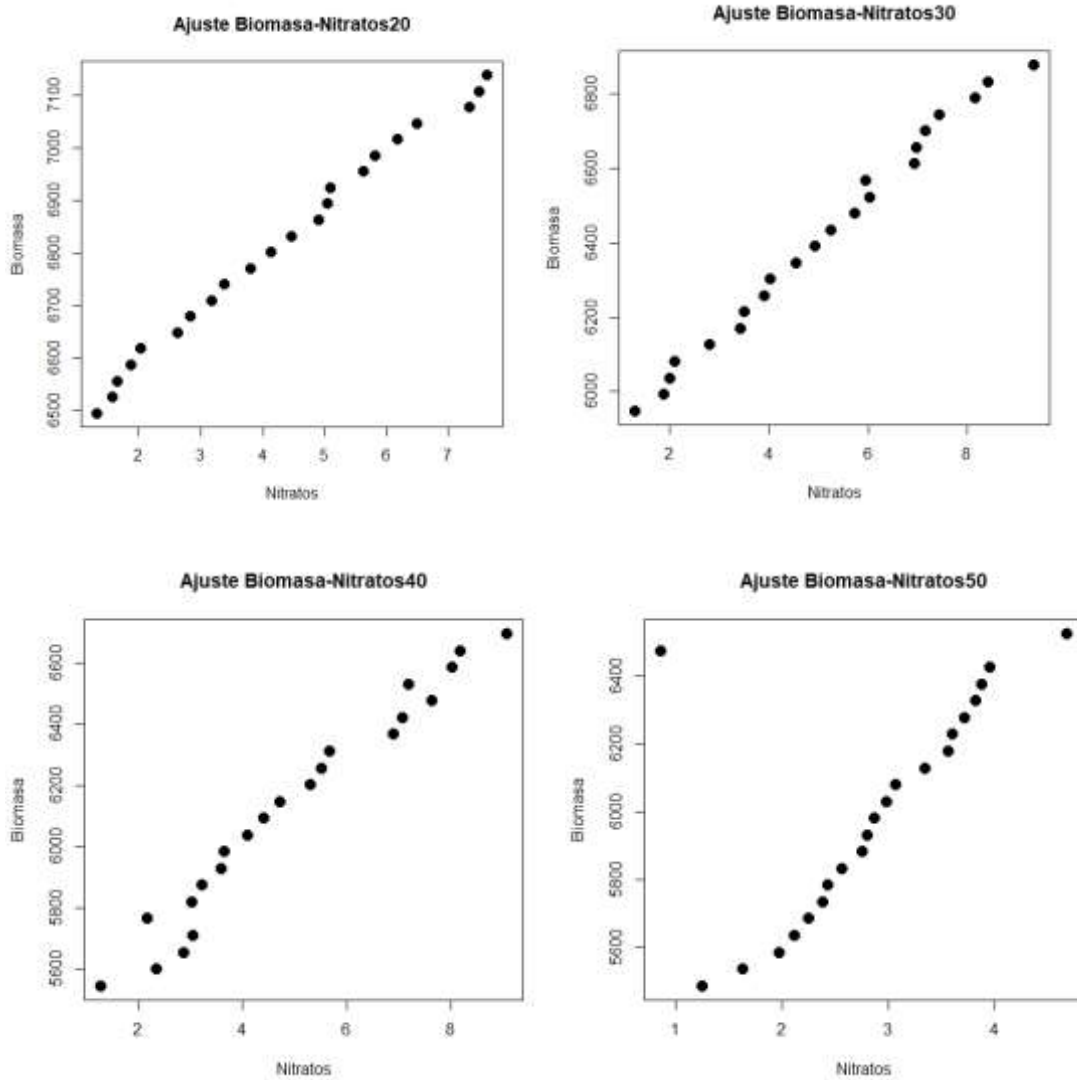 Ajuste Biomasa-Nitratos20
Biomasa
6500 6600 6700 6800 6900 7000 7100
2 3 4 5 6 7
Nitratos
Ajuste Biomasa-Nitratos30
Biomasa
6000 6200 6400 6600 6800
2 4 6 8
Nitratos
Ajuste Biomasa-Nitratos40
Biomasa
5600 5800 6000 6200 6400 6600
2 4 6 8
Nitratos
Ajuste Biomasa-Nitratos50
Biomasa
5600 5800 6000 6200 6400
1 2 3 4
Nitratos